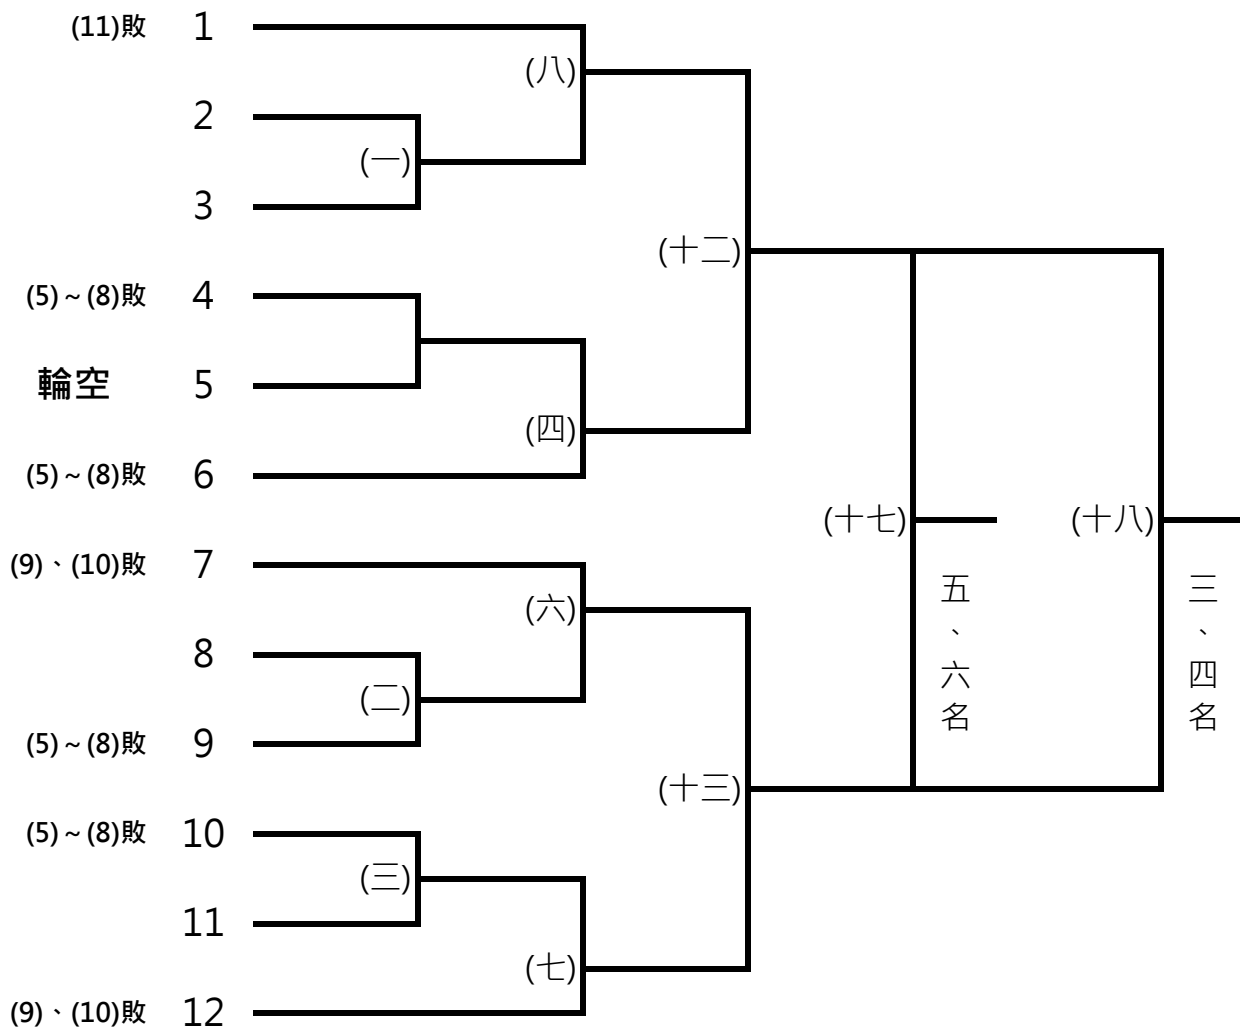 (11)敗 1
(八)
2
(一)
3
(十二)
(5)~(8)敗 4
輪空 5
(四)
(5)~(8)敗 6
(十七)
(十八)
(9)、(10)敗 7
五、六名
三、四名
(六)
8
(二)
(5)~(8)敗 9
(十三)
(5)~(8)敗 10
(三)
11
(七)
(9)、(10)敗 12